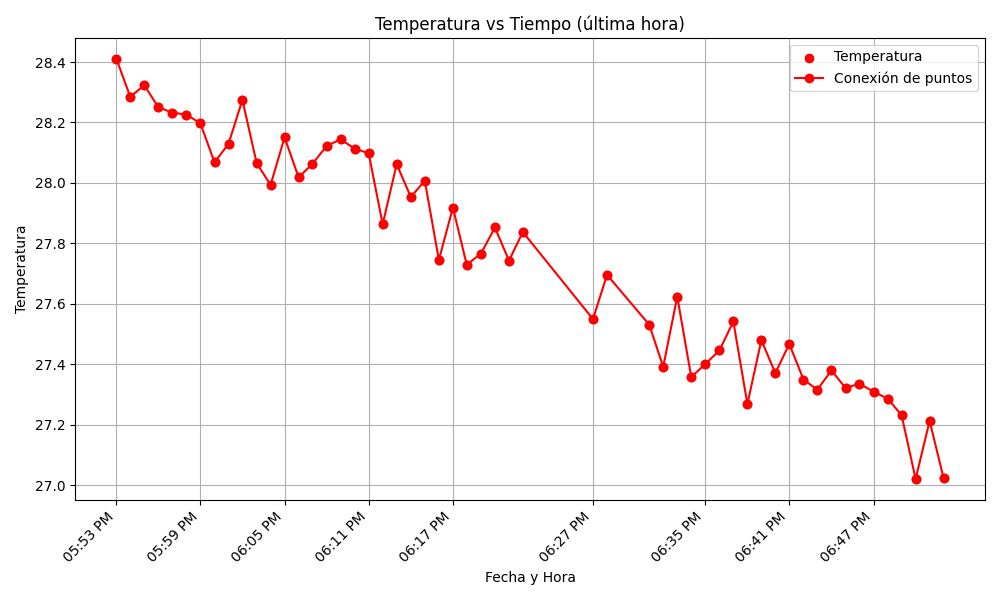 Temperatura vs Tiempo (última hora)
Temperatura
Conexión de puntos
28.4
28.2
28.0
27.8
27.6
27.4
27.2
27.0
Temperatura
05:53 PM
05:59 PM
06:05 PM
06:11 PM
06:17 PM
06:27 PM
06:35 PM
06:41 PM
06:47 PM
Fecha y Hora